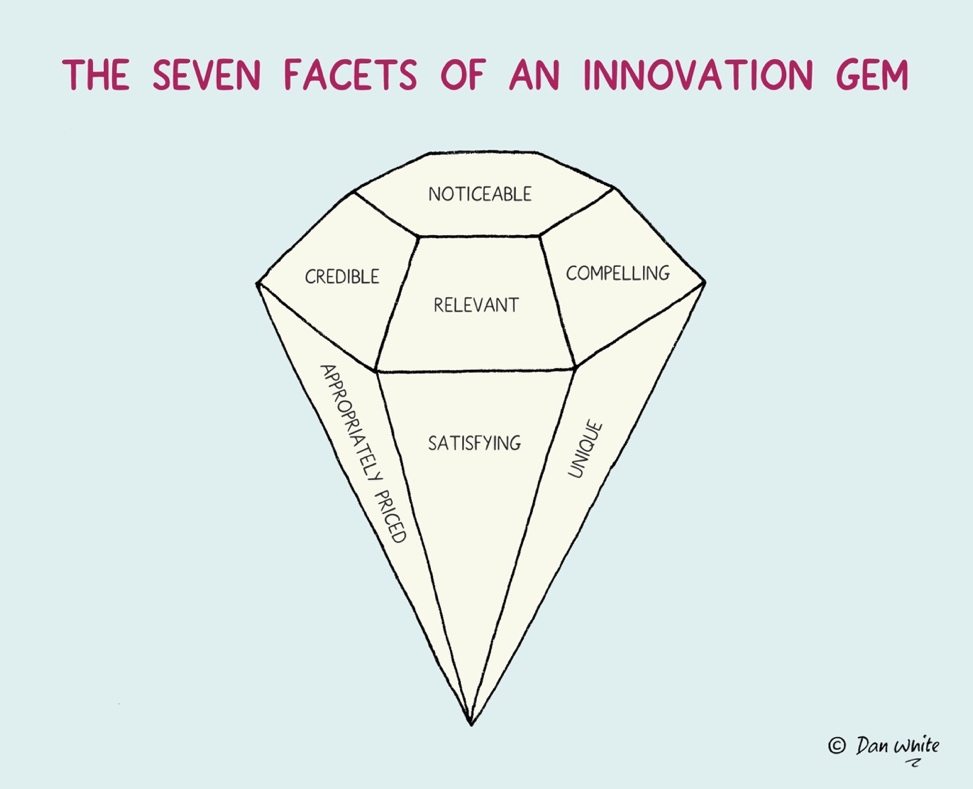 THE SEVEN FACETS OF AN INNOVATION GEM
NOTICEABLE
CREDIBLE
RELEVANT
COMPELLING
APPROPRIATELY PRICED
SATISFYING
UNIQUE
© Dan White